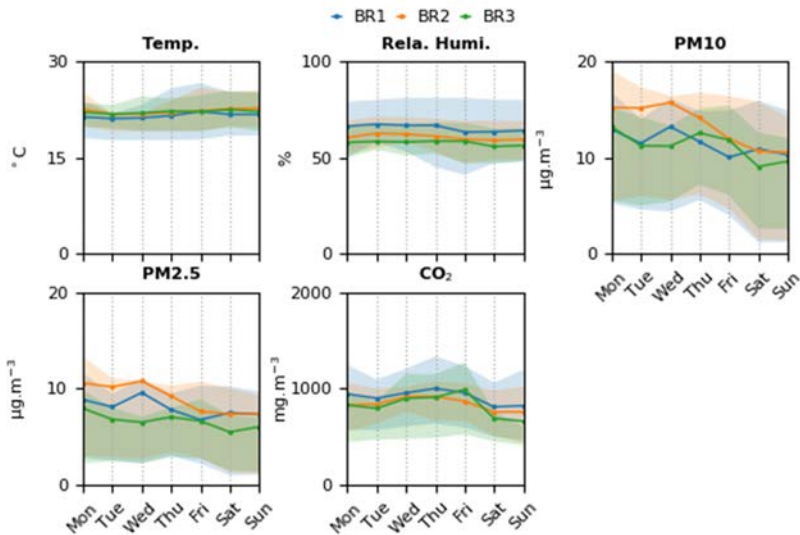 BR1 BR2 BR3
Temp.
30
15
0
°C
Rela. Humi.
100
50
0
%
PM10
20
10
0
µg.m⁻³
Mon Tue Wed Thu Fri Sat Sun
PM2.5
20
10
0
µg.m⁻³
Mon Tue Wed Thu Fri Sat Sun
CO₂
2000
1000
0
mg.m⁻³
Mon Tue Wed Thu Fri Sat Sun